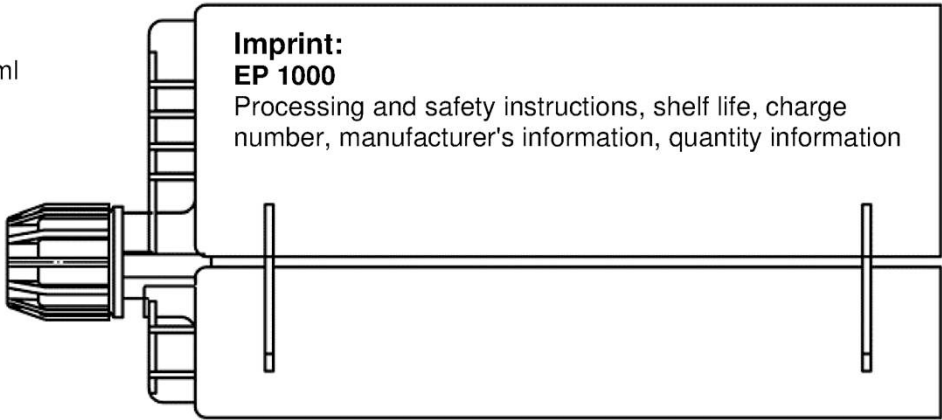 Imprint:
EP 1000
ml
Processing and safety instructions, shelf life, charge
number, manufacturer's information, quantity information